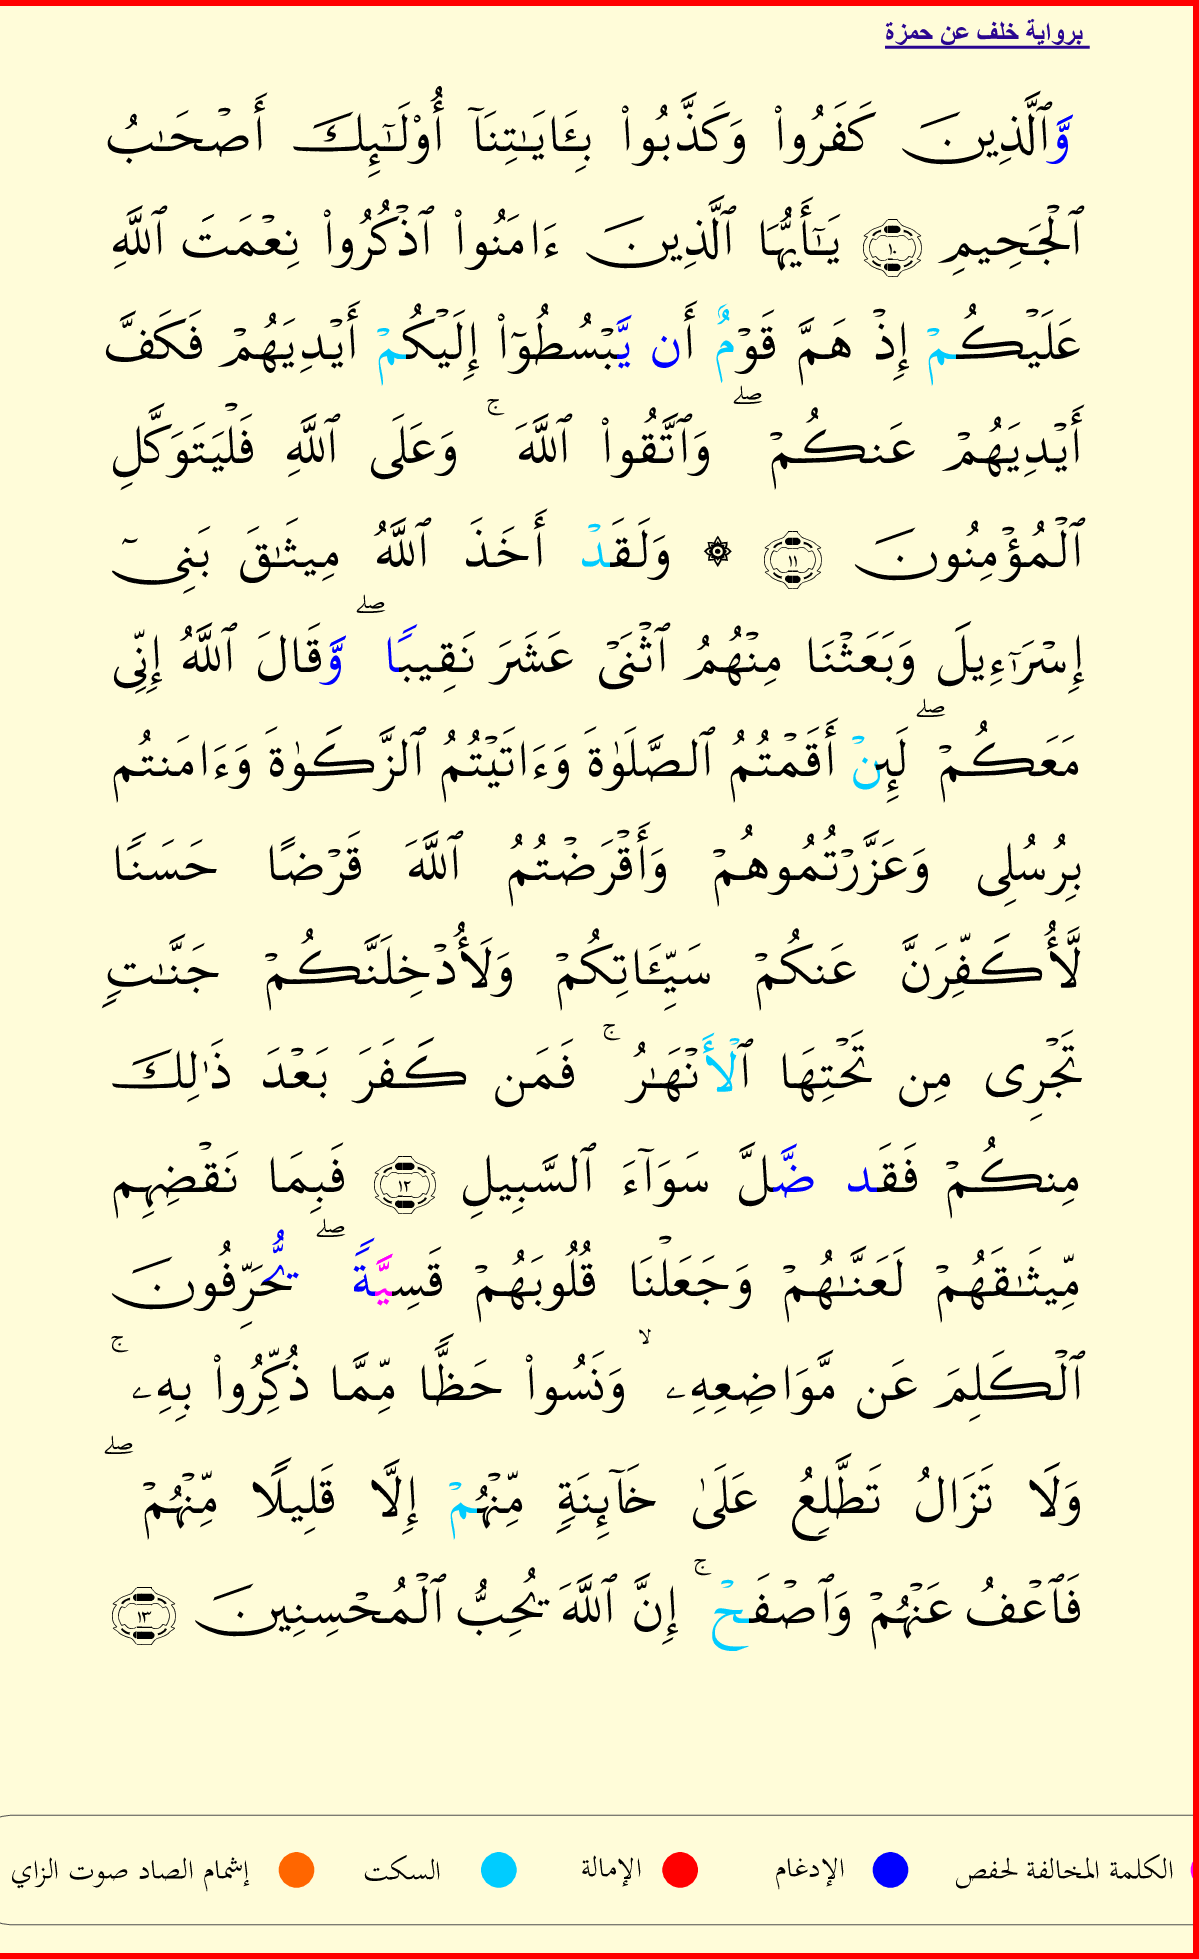 برواية خلف عن حمزة
وَّٱلَّذِينَ كَفَرُوا۟ وَكَذَّبُوا۟ بِـَٔايَـٰتِنَآ أُو۟لَـٰٓئِكَ أَصْحَـٰبُ
ٱلْجَحِيمِ ١٠ يَـٰٓأَيُّهَا ٱلَّذِينَ ءَامَنُوا۟ ٱذْكُرُوا۟ نِعْمَتَ ٱللَّهِ
عَلَيْكُمْ إِذْ هَمَّ قَوْمٌ أَن يَّبْسُطُوٓا۟ إِلَيْكُمْ أَيْدِيَهُمْ فَكَفَّ
أَيْدِيَهُمْ عَنكُمْ ۖ وَٱتَّقُوا۟ ٱللَّهَ ۚ وَعَلَى ٱللَّهِ فَلْيَتَوَكَّلِ
ٱلْمُؤْمِنُونَ ١١ ۞ وَلَقَدْ أَخَذَ ٱللَّهُ مِيثَـٰقَ بَنِىٓ
إِسْرَٰٓءِيلَ وَبَعَثْنَا مِنْهُمُ ٱثْنَىْ عَشَرَ نَقِيبًا ۖ وَّقَالَ ٱللَّهُ إِنِّى
مَعَكُمْ ۖ لَئِنْ أَقَمْتُمُ ٱلصَّلَوٰةَ وَءَاتَيْتُمُ ٱلزَّكَوٰةَ وَءَامَنتُم
بِرُسُلِى وَعَزَّرْتُمُوهُمْ وَأَقْرَضْتُمُ ٱللَّهَ قَرْضًا حَسَنًا
لَّأُكَفِّرَنَّ عَنكُمْ سَيِّـَٔاتِكُمْ وَلَأُدْخِلَنَّكُمْ جَنَّـٰتٍ
تَجْرِى مِن تَحْتِهَا ٱلْأَنْهَـٰرُ ۚ فَمَن كَفَرَ بَعْدَ ذَٰلِكَ
مِنكُمْ فَقَد ضَّلَّ سَوَآءَ ٱلسَّبِيلِ ١٢ فَبِمَا نَقْضِهِم
مِّيثَـٰقَهُمْ لَعَنَّـٰهُمْ وَجَعَلْنَا قُلُوبَهُمْ قَسِيَّةً ۖ يُّحَرِّفُونَ
ٱلْكَلِمَ عَن مَّوَاضِعِهِۦ ۙ وَنَسُوا۟ حَظًّا مِّمَّا ذُكِّرُوا۟ بِهِۦ ۚ
وَلَا تَزَالُ تَطَّلِعُ عَلَىٰ خَآئِنَةٍ مِّنْهُمْ إِلَّا قَلِيلًا مِّنْهُمْ ۖ
فَٱعْفُ عَنْهُمْ وَٱصْفَحْ ۚ إِنَّ ٱللَّهَ يُحِبُّ ٱلْمُحْسِنِينَ ١٣
الكلمة المخالفة لحفص الإدغام الإمالة السكت إشمام الصاد صوت الزاي